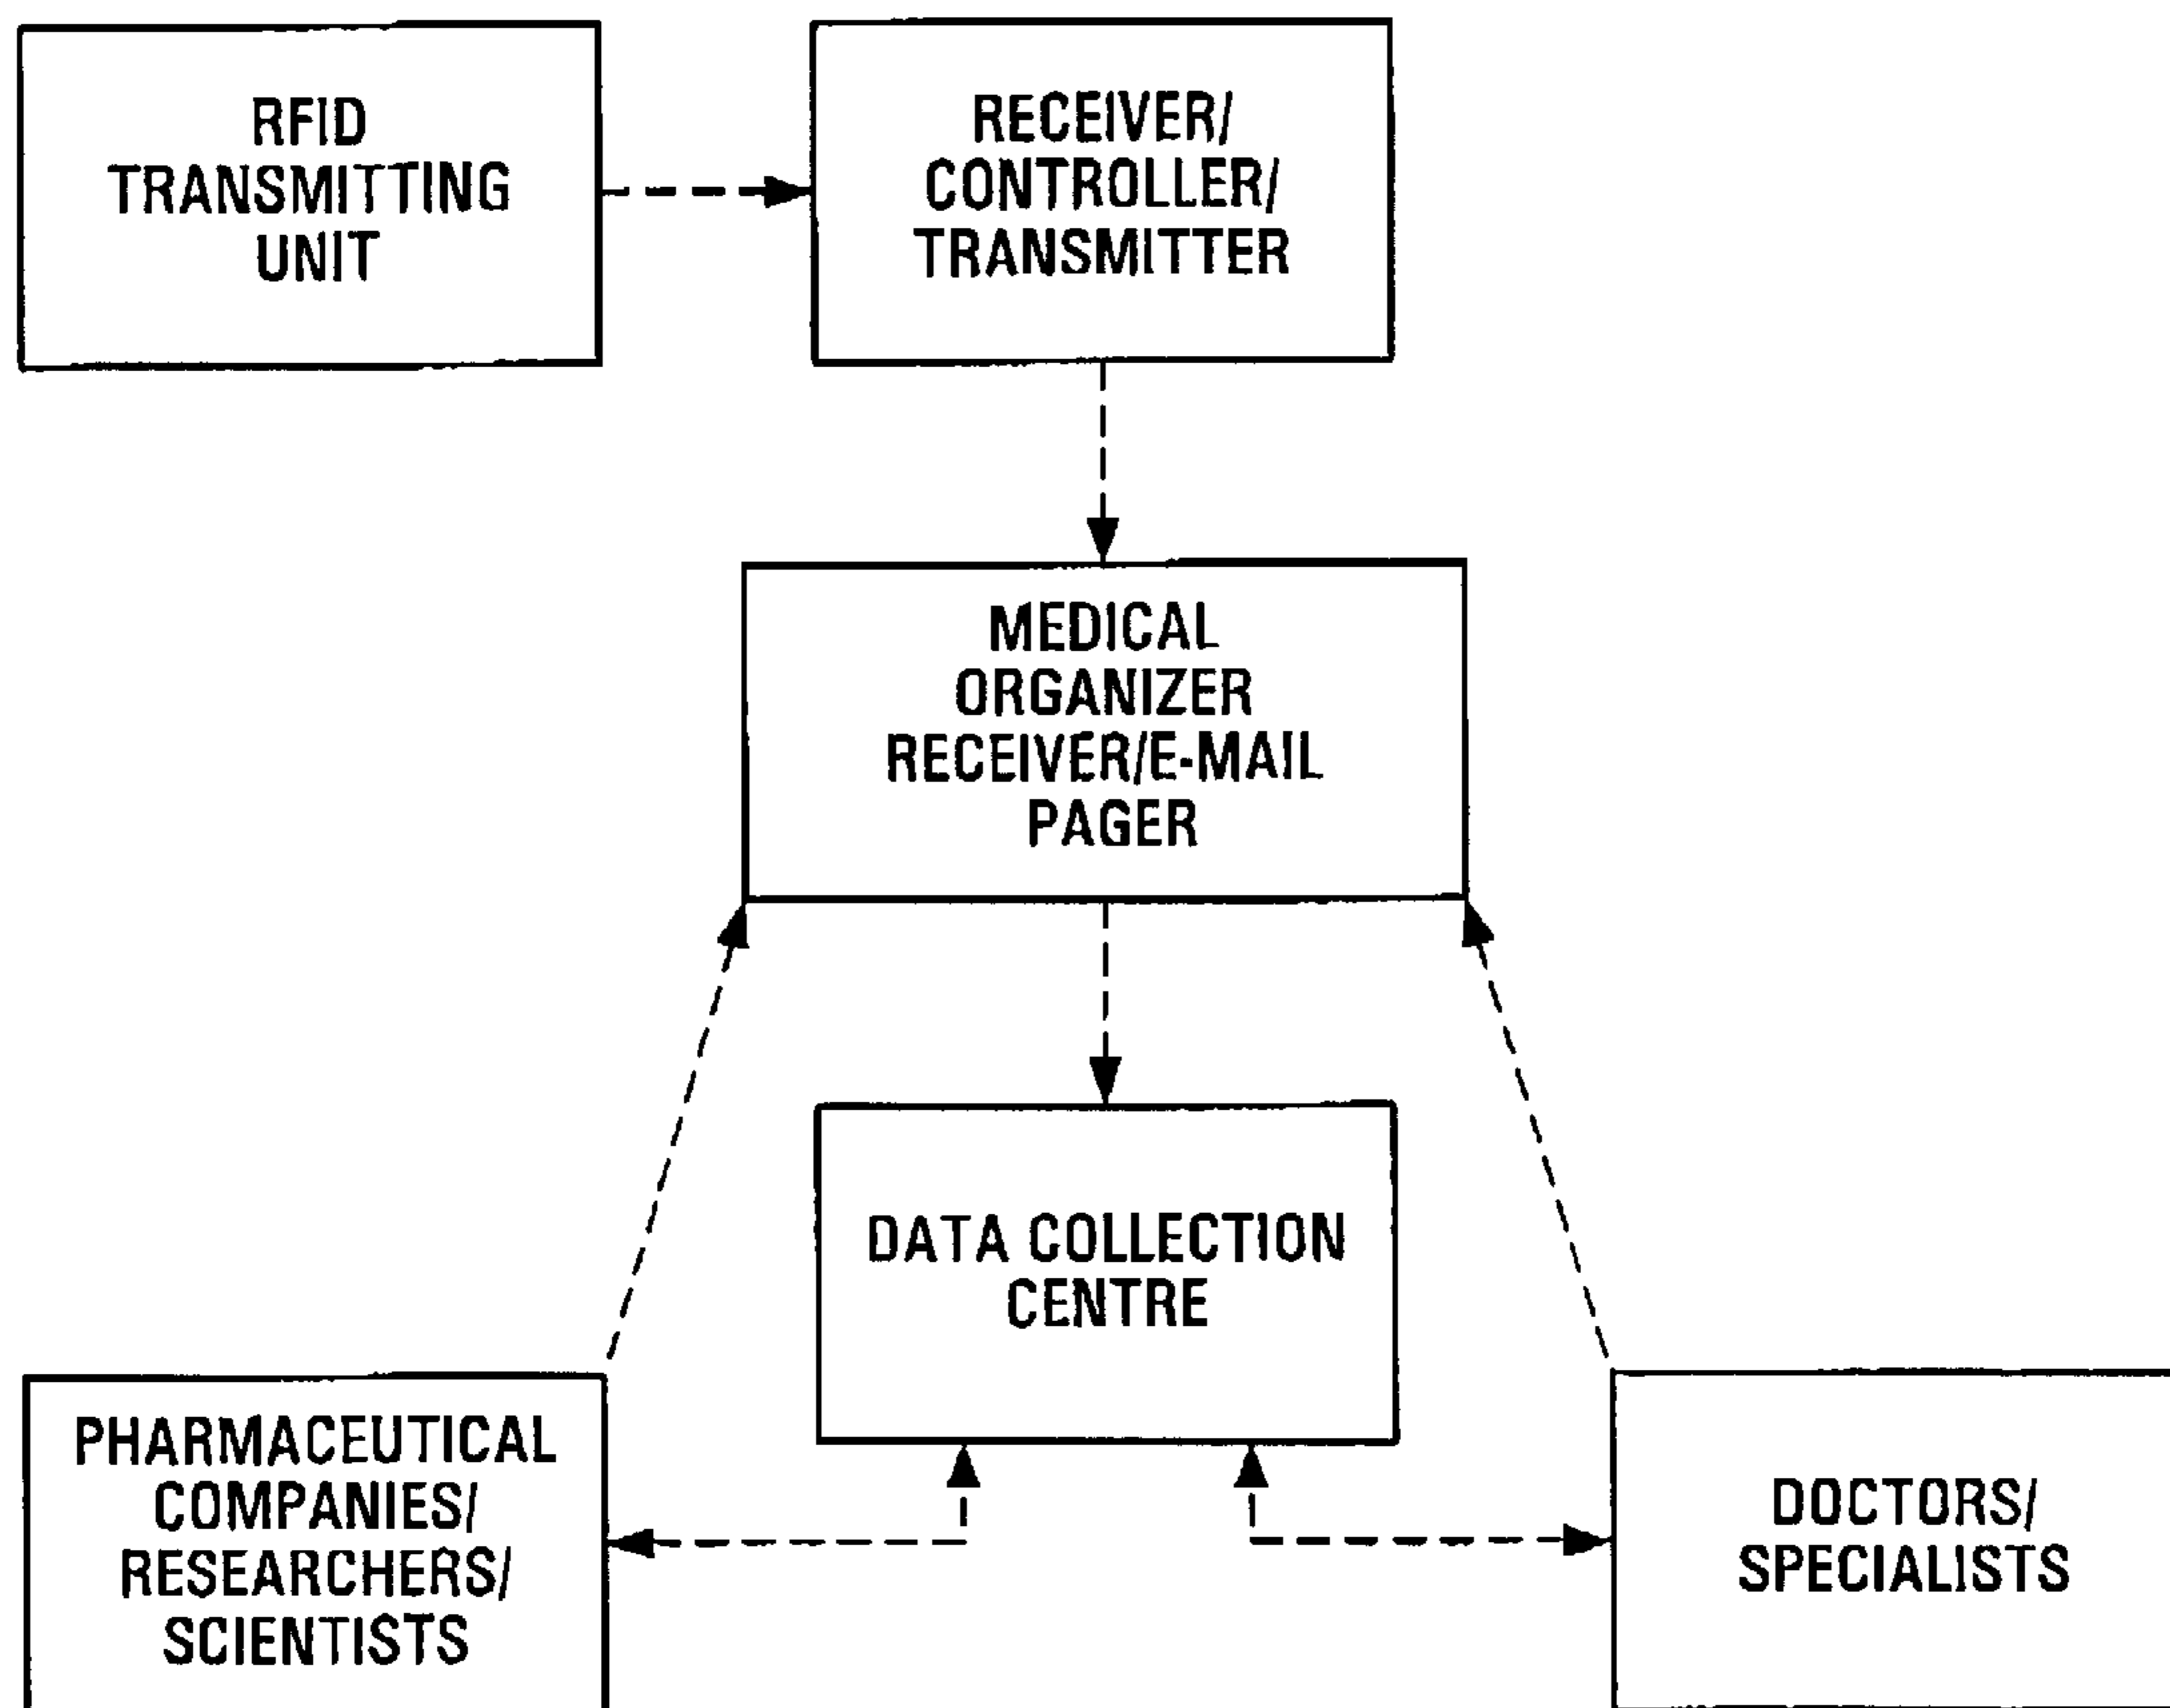 RFID
TRANSMITTING
UNIT
RECEIVER/
CONTROLLER/
TRANSMITTER
MEDICAL
ORGANIZER
RECEIVER/E-MAIL
PAGER
DATA COLLECTION
CENTRE
PHARMACEUTICAL
COMPANIES/
RESEARCHERS/
SCIENTISTS
DOCTORS/
SPECIALISTS